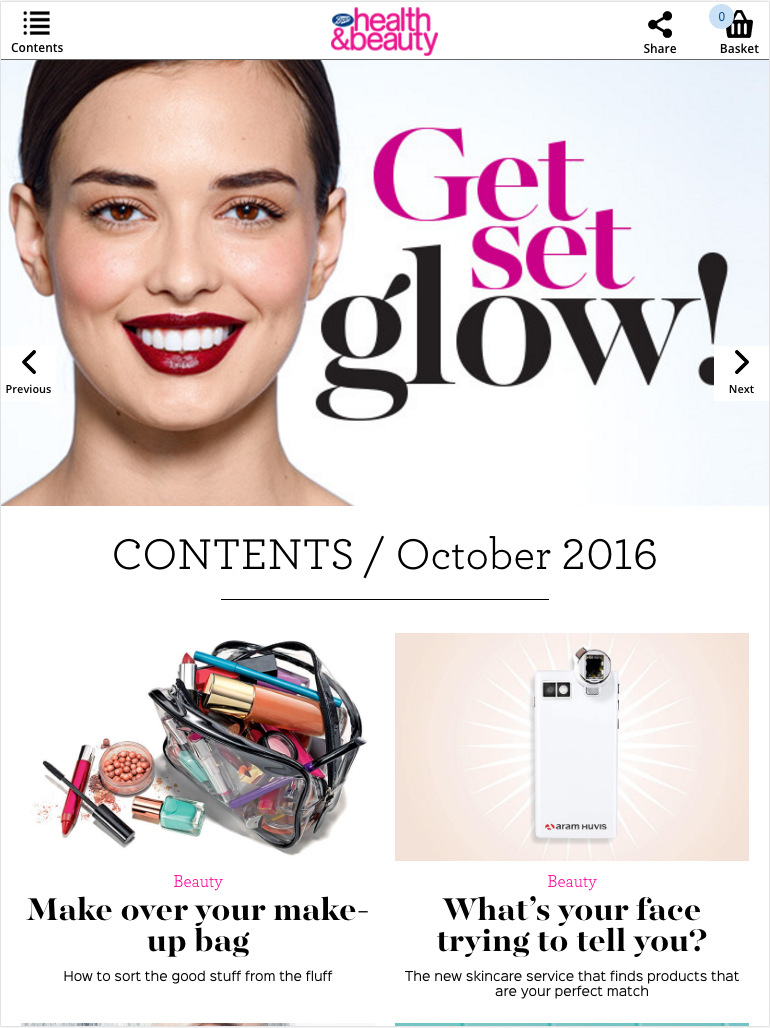 Contents
Boots
health
&beauty
Share
0
Basket
Get
set
glow!
Previous
Next
CONTENTS / October 2016
aram HUVIS
Beauty
Make over your make-
up bag
How to sort the good stuff from the fluff
Beauty
What's your face
trying to tell you?
The new skincare service that finds products that
are your perfect match